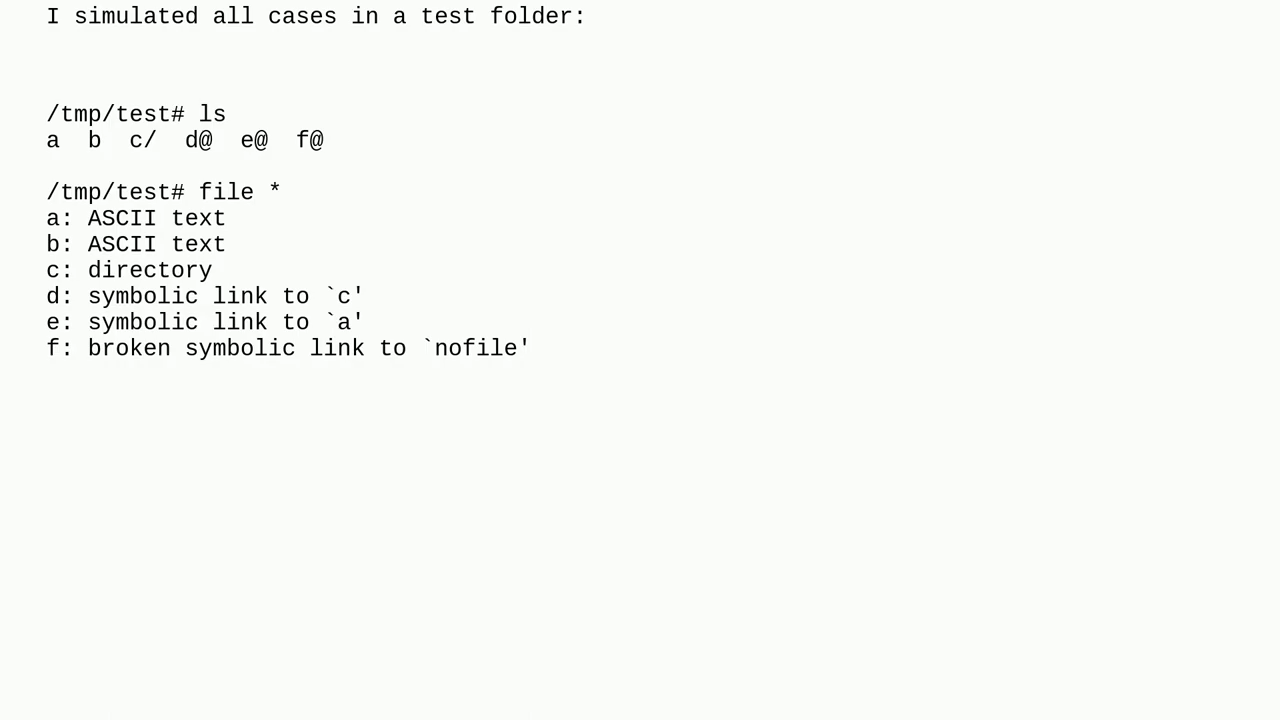 I simulated all cases in a test folder:
/tmp/test# ls
a  b  c/  d@  e@  f@
/tmp/test# file *
a: ASCII text
b: ASCII text
c: directory
d: symbolic link to `c'
e: symbolic link to `a'
f: broken symbolic link to `nofile'